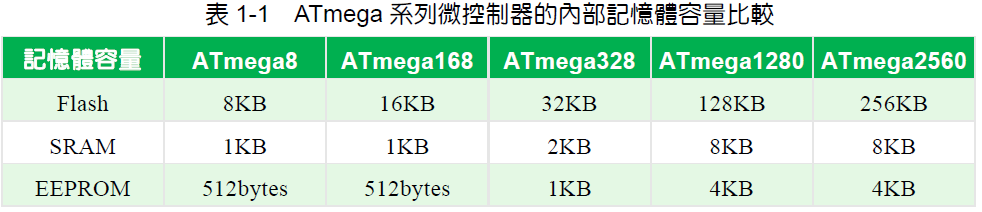 表 1-1 ATmega 系列微控制器的內部記憶體容量比較
記憶體容量 ATmega8 ATmega168 ATmega328 ATmega1280 ATmega2560
Flash 8KB 16KB 32KB 128KB 256KB
SRAM 1KB 1KB 2KB 8KB 8KB
EEPROM 512bytes 512bytes 1KB 4KB 4KB